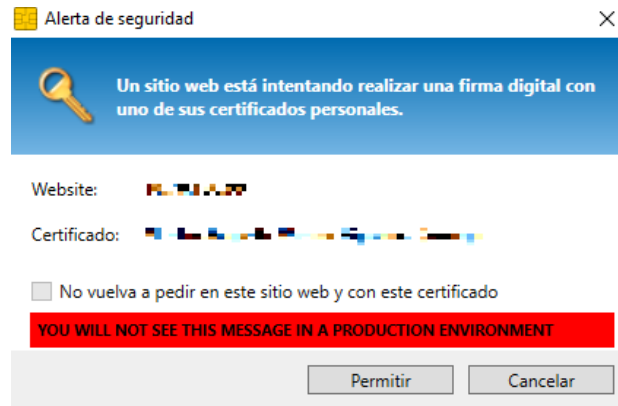 Alerta de seguridad
Un sitio web está intentando realizar una firma digital con
uno de sus certificados personales.
Website:
Certificado:
No vuelva a pedir en este sitio web y con este certificado
YOU WILL NOT SEE THIS MESSAGE IN A PRODUCTION ENVIRONMENT
Permitir Cancelar